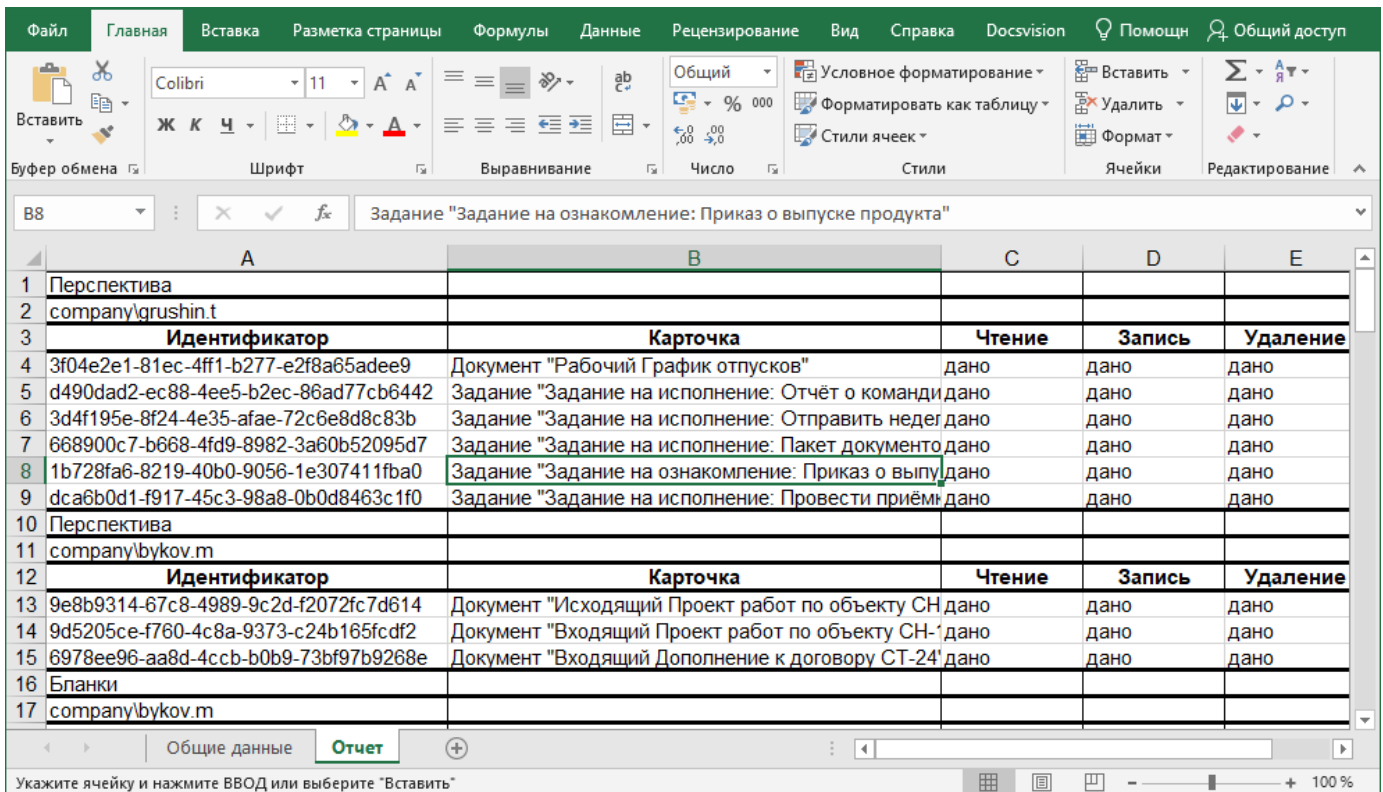 Файл Главная Вставка Разметка страницы Формулы Данные Рецензирование Вид Справка Docsvision Помощн Общий доступ
Вставить
Буфер обмена
Colibri 11
Ж К Ч
Шрифт
Выравнивание
Общий
% 000
Число
Условное форматирование
Форматировать как таблицу
Стили ячеек
Стили
Вставить
Удалить
Формат
Ячейки
Редактирование
B8 fx Задание "Задание на ознакомление: Приказ о выпуске продукта"
A B C D E
1 Перспектива
2 company\grushin.t
3 Идентификатор Карточка Чтение Запись Удаление
4 3f04e2e1-81ec-4ff1-b277-e2f8a65adee9 Документ "Рабочий График отпусков" дано дано дано
5 d490dad2-ec88-4ee5-b2ec-86ad77cb6442 Задание "Задание на исполнение: Отчёт о команди дано дано дано
6 3d4f195e-8f24-4e35-afae-72c6e8d8c83b Задание "Задание на исполнение: Отправить недел дано дано дано
7 668900c7-b668-4fd9-8982-3a60b52095d7 Задание "Задание на исполнение: Пакет документо дано дано дано
8 1b728fa6-8219-40b0-9056-1e307411fba0 Задание "Задание на ознакомление: Приказ о выпу дано дано дано
9 dca6b0d1-f917-45c3-98a8-0b0d8463c1f0 Задание "Задание на исполнение: Провести приёмк дано дано дано
10 Перспектива
11 company\bykov.m
12 Идентификатор Карточка Чтение Запись Удаление
13 9e8b9314-67c8-4989-9c2d-f2072fc7d614 Документ "Исходящий Проект работ по объекту СН дано дано дано
14 9d5205ce-f760-4c8a-9373-c24b165fcdf2 Документ "Входящий Проект работ по объекту СН-1 дано дано дано
15 6978ee96-aa8d-4ccb-b0b9-73bf97b9268e Документ "Входящий Дополнение к договору СТ-24" дано дано дано
16 Бланки
17 company\bykov.m
Общие данные Отчет
Укажите ячейку и нажмите ВВОД или выберите "Вставить" 100 %